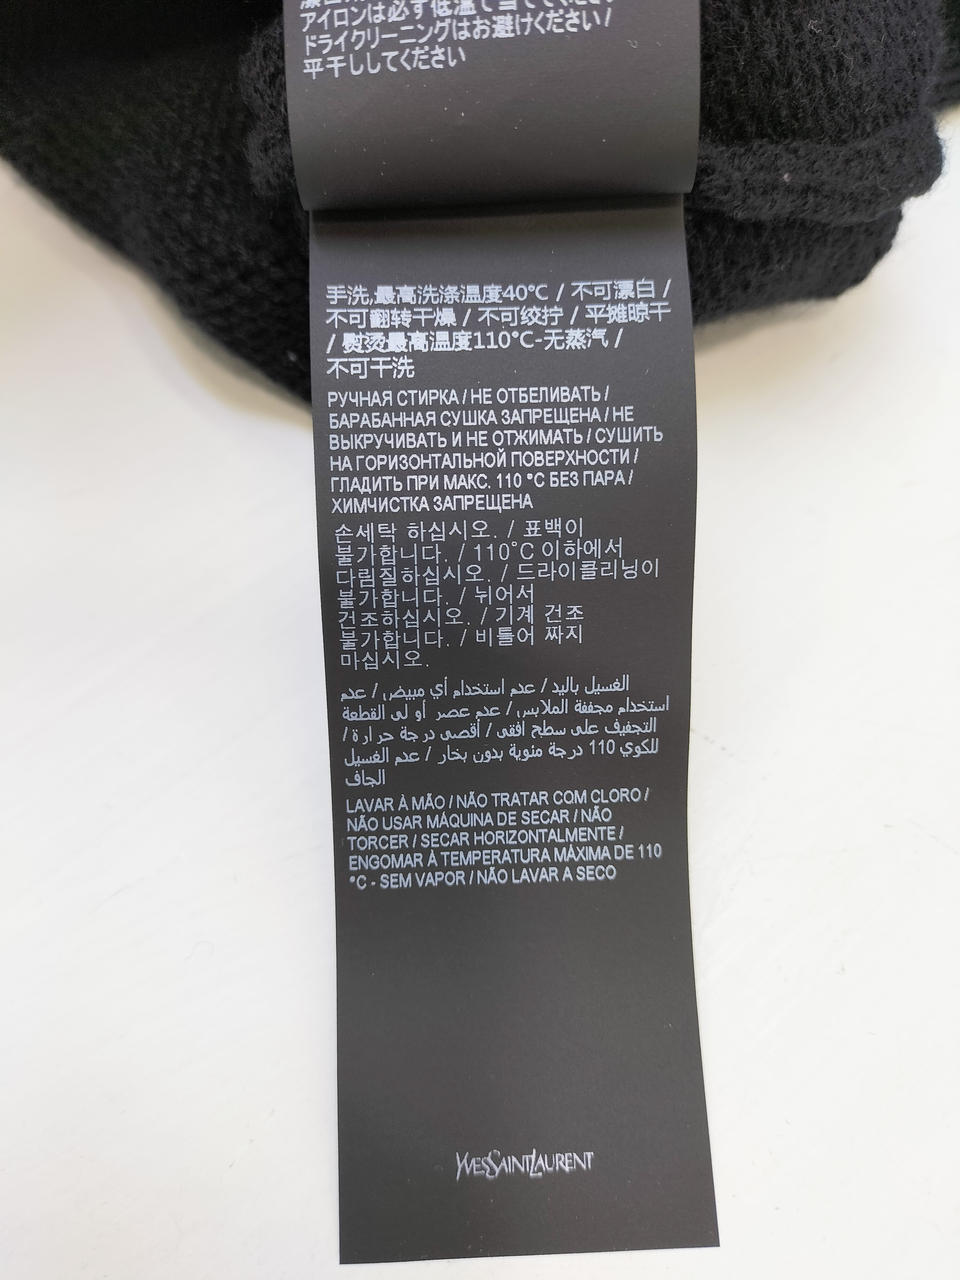 アイロンは必ず低温で当ててください/
ドライクリーニングはお避けください /
平干ししてください
手洗,最高洗涤温度40°C / 不可漂白 /
不可翻转干燥 / 不可绞拧 / 平摊晾干
/ 熨烫最高温度110°C-无蒸汽 /
不可干洗
РУЧНАЯ СТИРКА / НЕ ОТБЕЛИВАТЬ /
БАРАБАННАЯ СУШКА ЗАПРЕЩЕНА / НЕ
ВЫКРУЧИВАТЬ И НЕ ОТЖИМАТЬ / СУШИТЬ
НА ГОРИЗОНТАЛЬНОЙ ПОВЕРХНОСТИ /
ГЛАДИТЬ ПРИ МАКС. 110 °C БЕЗ ПАРА /
ХИМЧИСТКА ЗАПРЕЩЕНА
손세탁 하십시오. / 표백이
불가합니다. / 110°C 이하에서
다림질하십시오. / 드라이클리닝이
불가합니다. / 뉘어서
건조하십시오. / 기계 건조
불가합니다. / 비틀어 짜지
마십시오.
الغسيل باليد / عدم استخدام أي مبيض / عدم
استخدام مجففة الملابس / عدم عصر أو لى القطعة
التجفيف على سطح أفقى / أقصى درجة حرارة /
للكوي 110 درجة منوية بدون بخار / عدم الغسيل
الجاف
LAVAR À MÃO / NÃO TRATAR COM CLORO /
NÃO USAR MÁQUINA DE SECAR / NÃO
TORCER / SECAR HORIZONTALMENTE /
ENGOMAR À TEMPERATURA MÁXIMA DE 110
°C - SEM VAPOR / NÃO LAVAR A SECO
YVESSAINTLAURENT